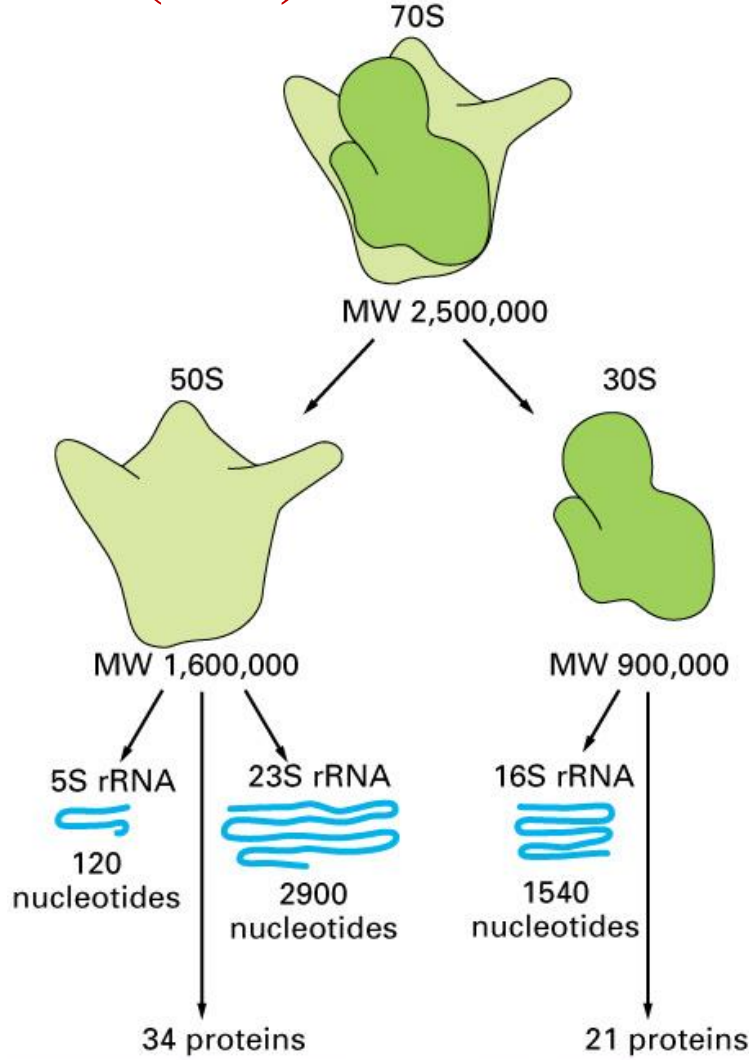 70S
MW 2,500,000
50S
30S
MW 1,600,000
MW 900,000
5S rRNA
120
nucleotides
23S rRNA
2900
nucleotides
16S rRNA
1540
nucleotides
34 proteins
21 proteins